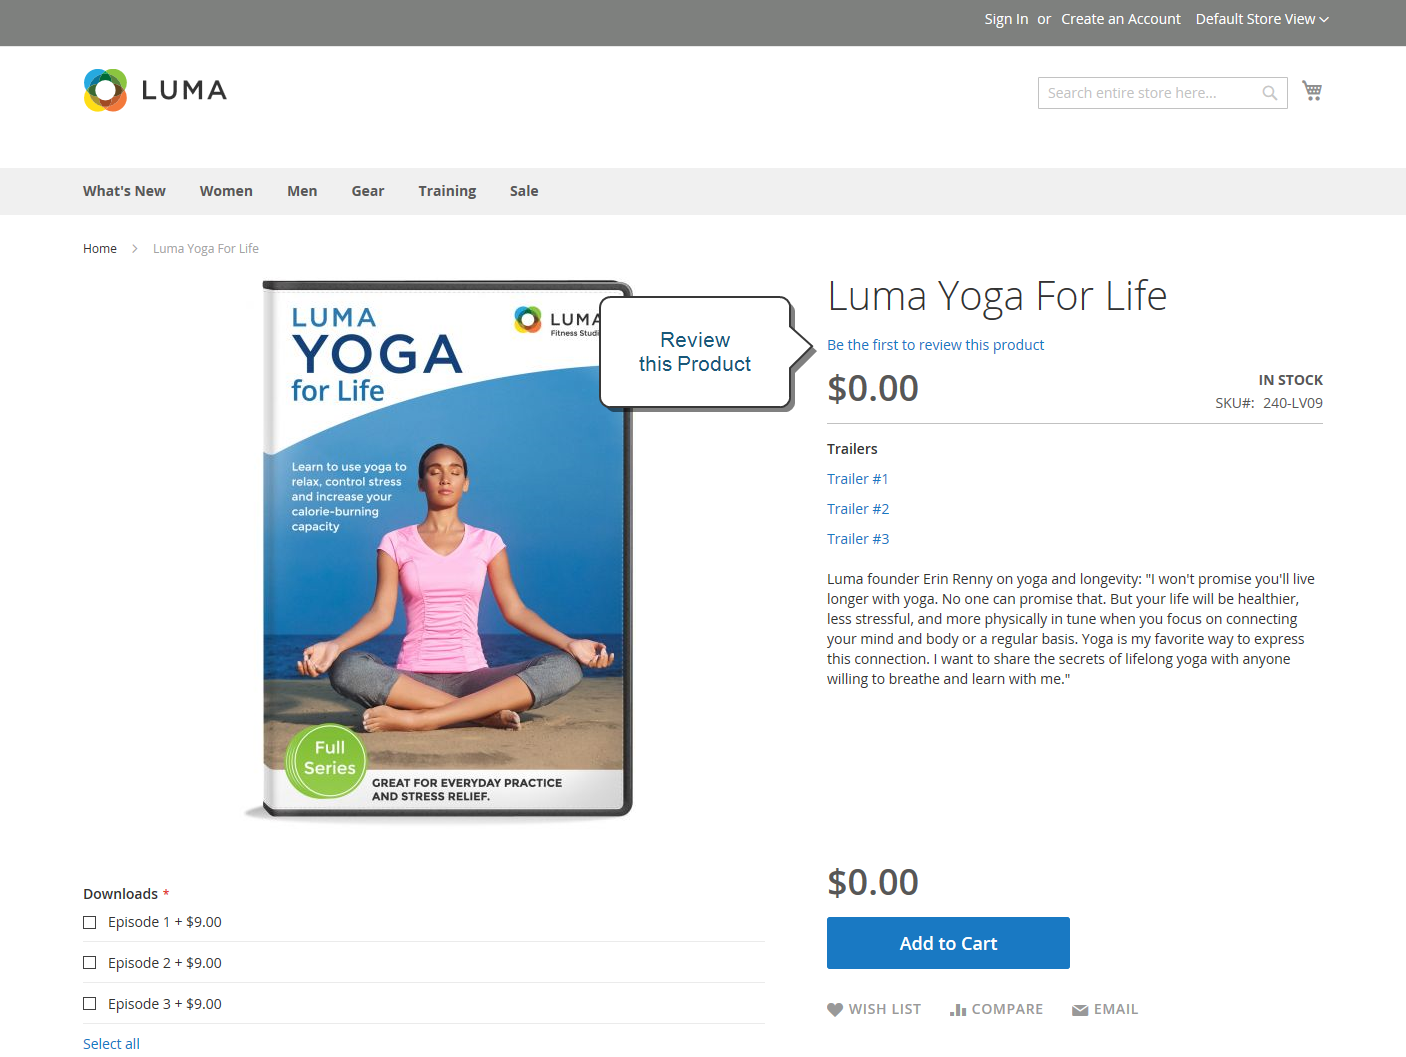 Sign In or Create an Account Default Store View
LUMA
Search entire store here...
What's New Women Men Gear Training Sale
Home Luma Yoga For Life
LUMA
YOGA
for Life
LUMA
Fitness
Learn to use yoga to
relax, control stress
and increase your
calorie-burning
capacity
Full
Series
GREAT FOR EVERYDAY PRACTICE
AND STRESS RELIEF.
Review
this Product
Luma Yoga For Life
Be the first to review this product
$0.00
IN STOCK
SKU#: 240-LV09
Trailers
Trailer #1
Trailer #2
Trailer #3
Luma founder Erin Renny on yoga and longevity: "I won't promise you'll live
longer with yoga. No one can promise that. But your life will be healthier,
less stressful, and more physically in tune when you focus on connecting
your mind and body or a regular basis. Yoga is my favorite way to express
this connection. I want to share the secrets of lifelong yoga with anyone
willing to breathe and learn with me."
Downloads *
Episode 1 + $9.00
Episode 2 + $9.00
Episode 3 + $9.00
Select all
$0.00
Add to Cart
WISH LIST COMPARE EMAIL